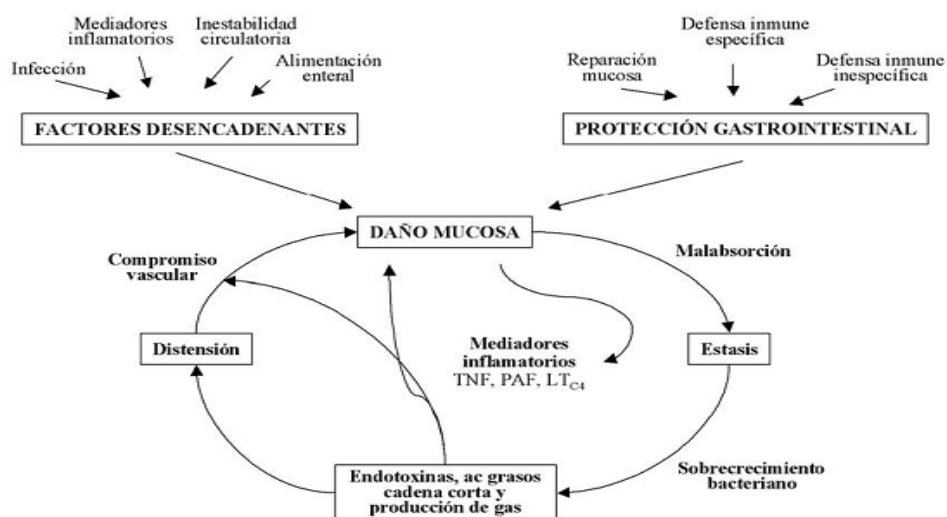 Mediadores
inflamatorios
Inestabilidad
circulatoria
Infección
Alimentación
enteral
FACTORES DESENCADENANTES
Defensa inmune
específica
Reparación
mucosa
Defensa inmune
inespecífica
PROTECCIÓN GASTROINTESTINAL
DAÑO MUCOSA
Compromiso
vascular
Malabsorción
Distensión
Mediadores
inflamatorios
TNF, PAF, LTC4
Estasis
Endotoxinas, ac grasos
cadena corta y
producción de gas
Sobrecrecimiento
bacteriano